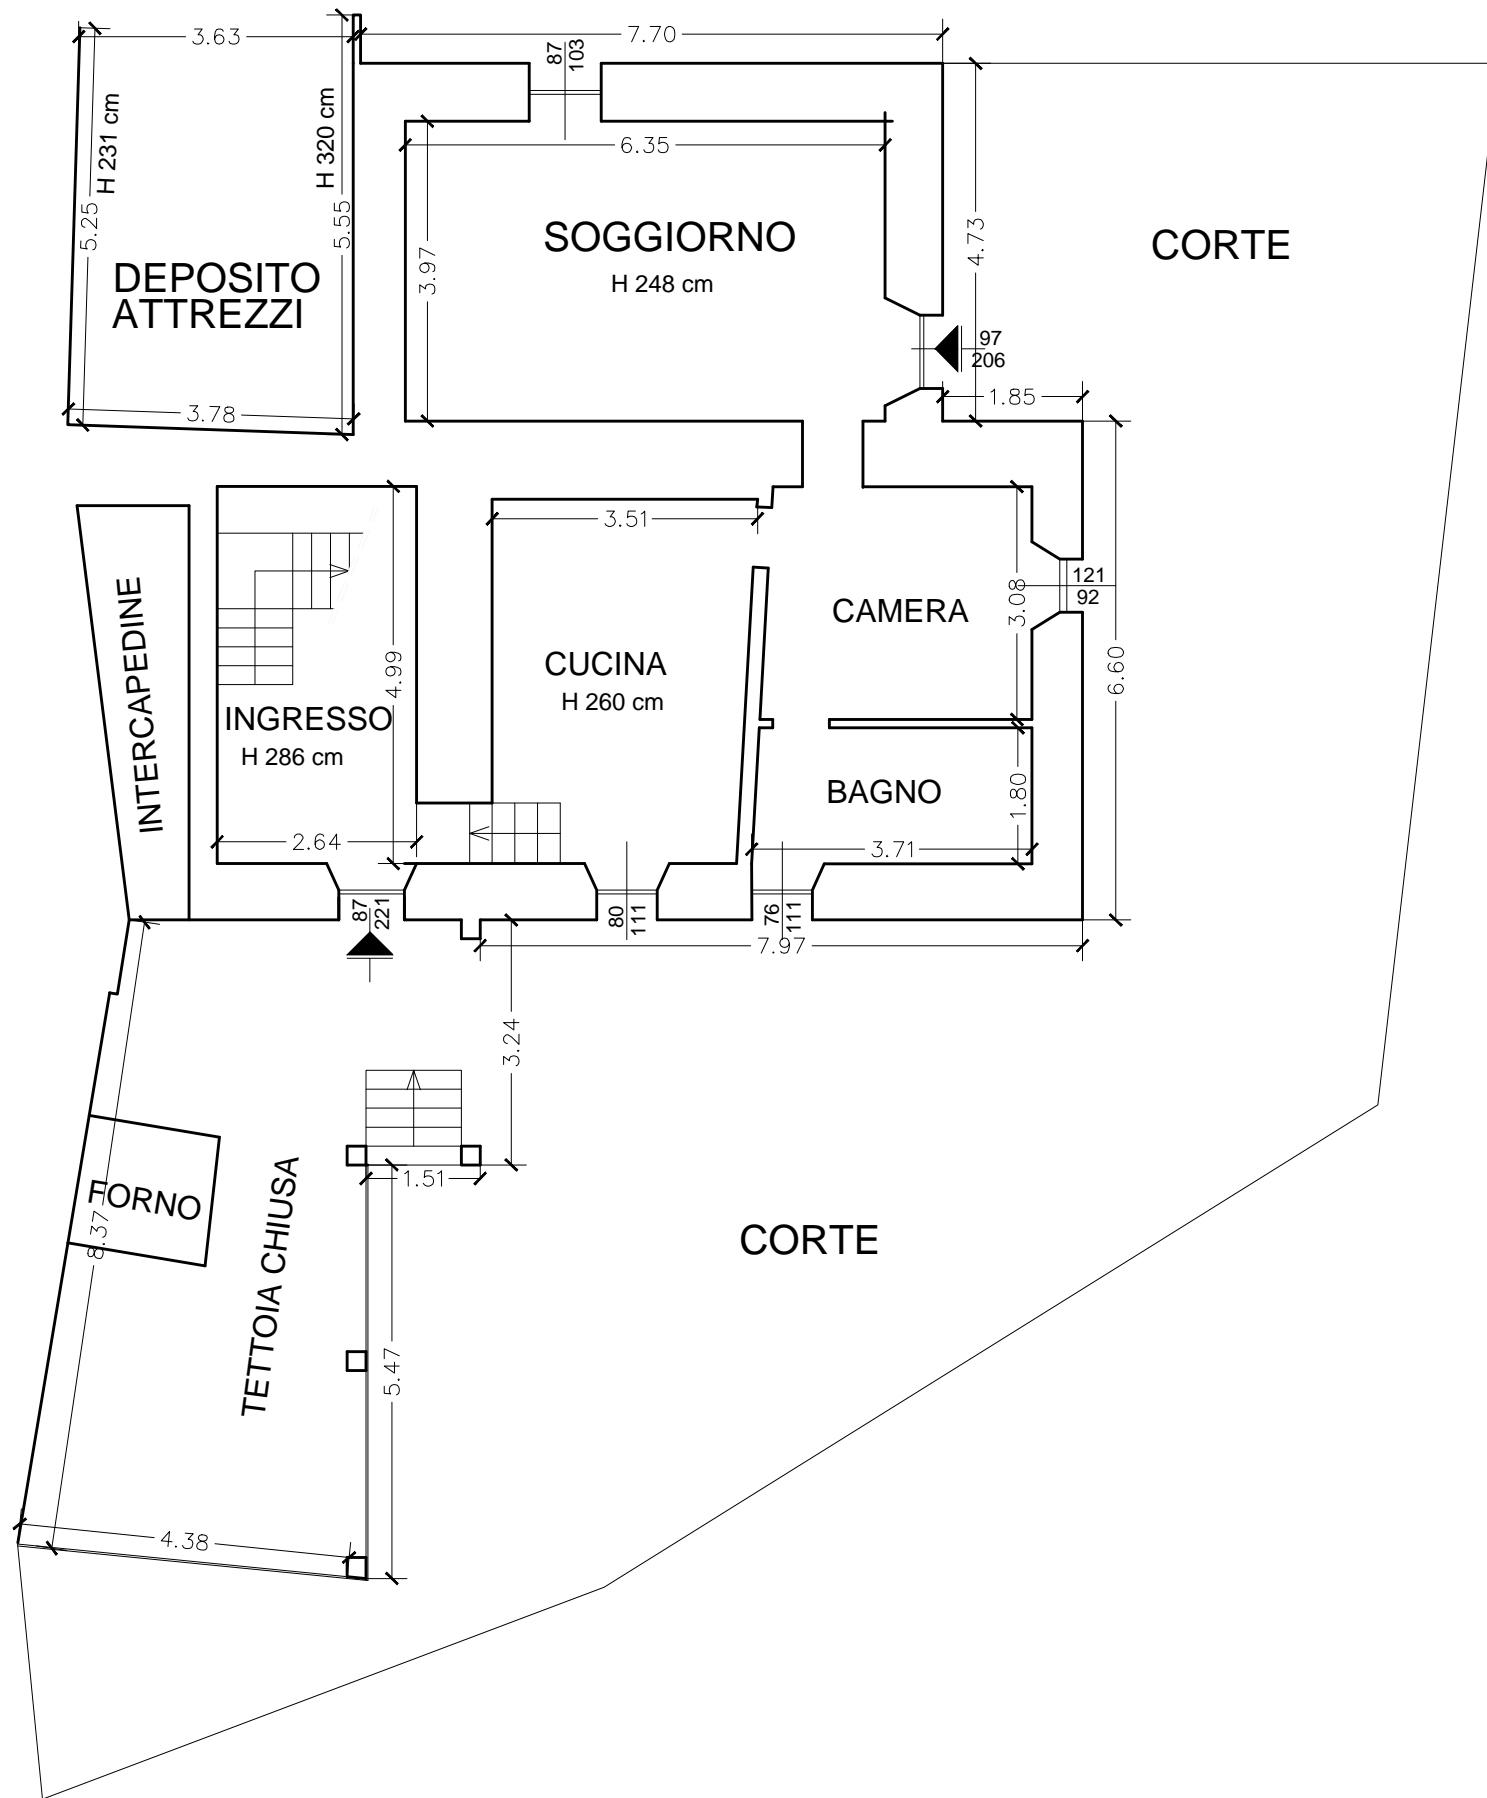 3.63
7.70
87
103
H 231 cm
H 320 cm
6.35
5.25
5.55
3.97
4.73
SOGGIORNO
H 248 cm
CORTE
DEPOSITO
ATTREZZI
97
206
3.78
1.85
3.51
121
92
3.08
INTERCAPEDINE
CAMERA
4.99
CUCINA
H 260 cm
6.60
INGRESSO
H 286 cm
BAGNO
1.80
2.64
3.71
87
221
80
111
76
111
7.97
3.24
1.51
FORNO
8.37
TETTOIA CHIUSA
CORTE
5.47
4.38